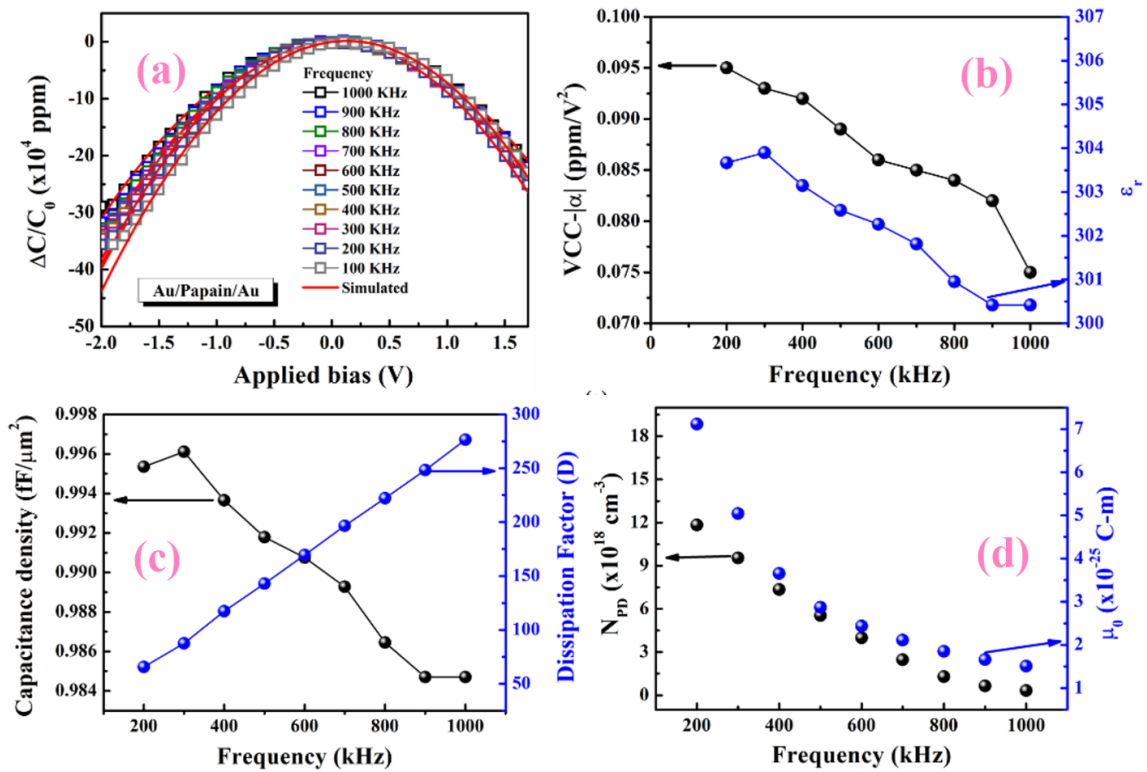 (a)
ΔC/C0 (x10^4 ppm)
0
-10
-20
-30
-40
-50
Frequency
1000 KHz
900 KHz
800 KHz
700 KHz
600 KHz
500 KHz
400 KHz
300 KHz
200 KHz
100 KHz
Simulated
Au/Papain/Au
-2.0 -1.5 -1.0 -0.5 0.0 0.5 1.0 1.5
Applied bias (V)
(b)
VCC-|α| (ppm/V^2)
0.100
0.095
0.090
0.085
0.080
0.075
0.070
307
306
305
304
303
302
301
300
εr
0 200 400 600 800 1000
Frequency (kHz)
(c)
Capacitance density (fF/μm^2)
0.998
0.996
0.994
0.992
0.990
0.988
0.986
0.984
300
250
200
150
100
50
Dissipation Factor (D)
200 400 600 800 1000
Frequency (kHz)
(d)
NPD (x10^18 cm^-3)
18
15
12
9
6
3
0
7
6
5
4
3
2
1
μ0 (x10^-25 C-m)
200 400 600 800 1000
Frequency (kHz)